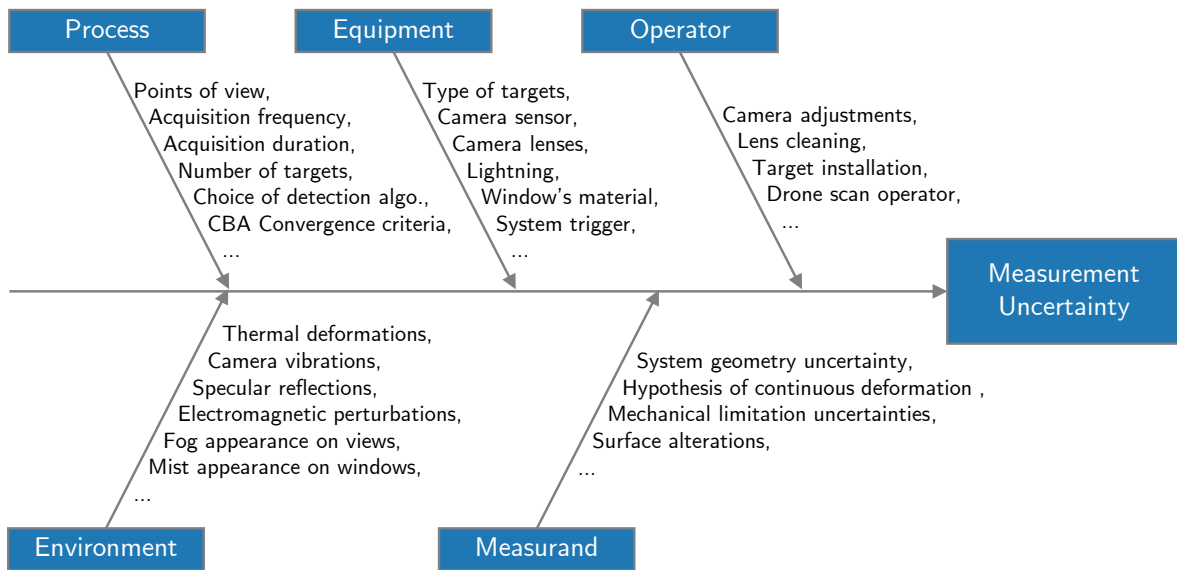 Process
Equipment
Operator
Points of view,
Acquisition frequency,
Acquisition duration,
Number of targets,
Choice of detection algo.,
CBA Convergence criteria,
...
Type of targets,
Camera sensor,
Camera lenses,
Lightning,
Window's material,
System trigger,
...
Camera adjustments,
Lens cleaning,
Target installation,
Drone scan operator,
...
Measurement
Uncertainty
Thermal deformations,
Camera vibrations,
Specular reflections,
Electromagnetic perturbations,
Fog appearance on views,
Mist appearance on windows,
...
System geometry uncertainty,
Hypothesis of continuous deformation ,
Mechanical limitation uncertainties,
Surface alterations,
...
Environment
Measurand